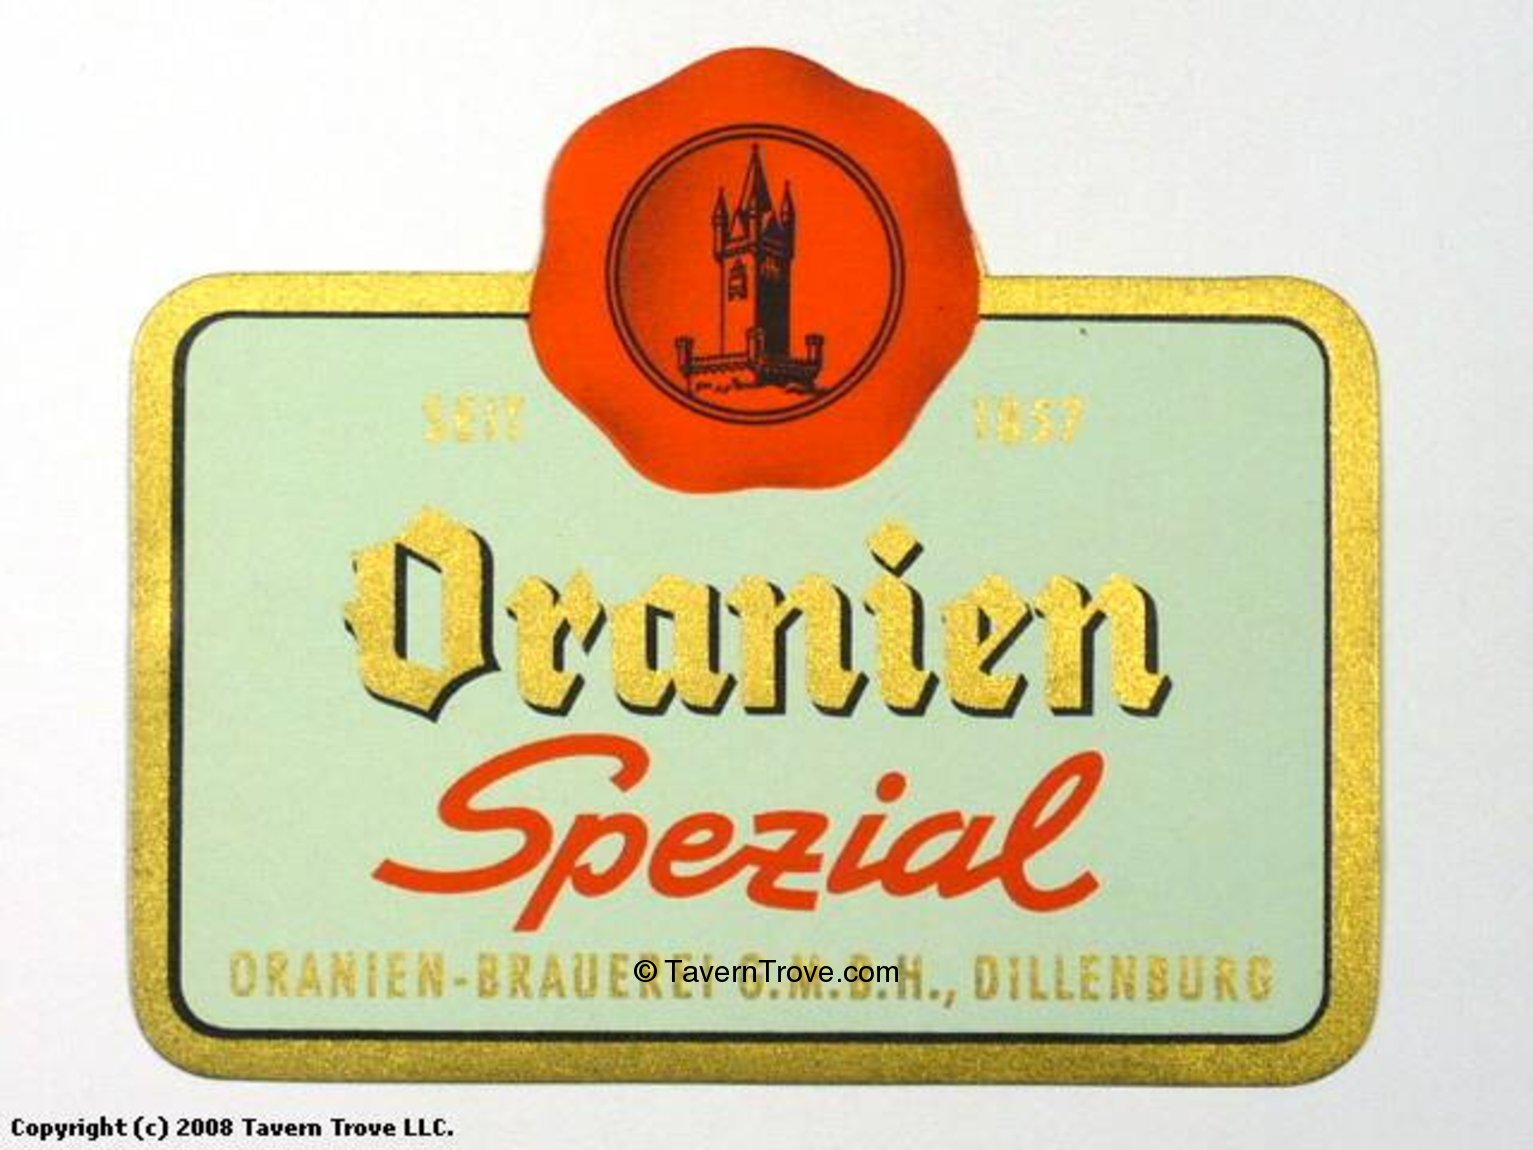 SEIT 1857
Oranien
Spezial
ORANIEN-BRAUEREI G.M.B.H., DILLENBURG
© TavernTrove.com
Copyright (c) 2008 Tavern Trove LLC.